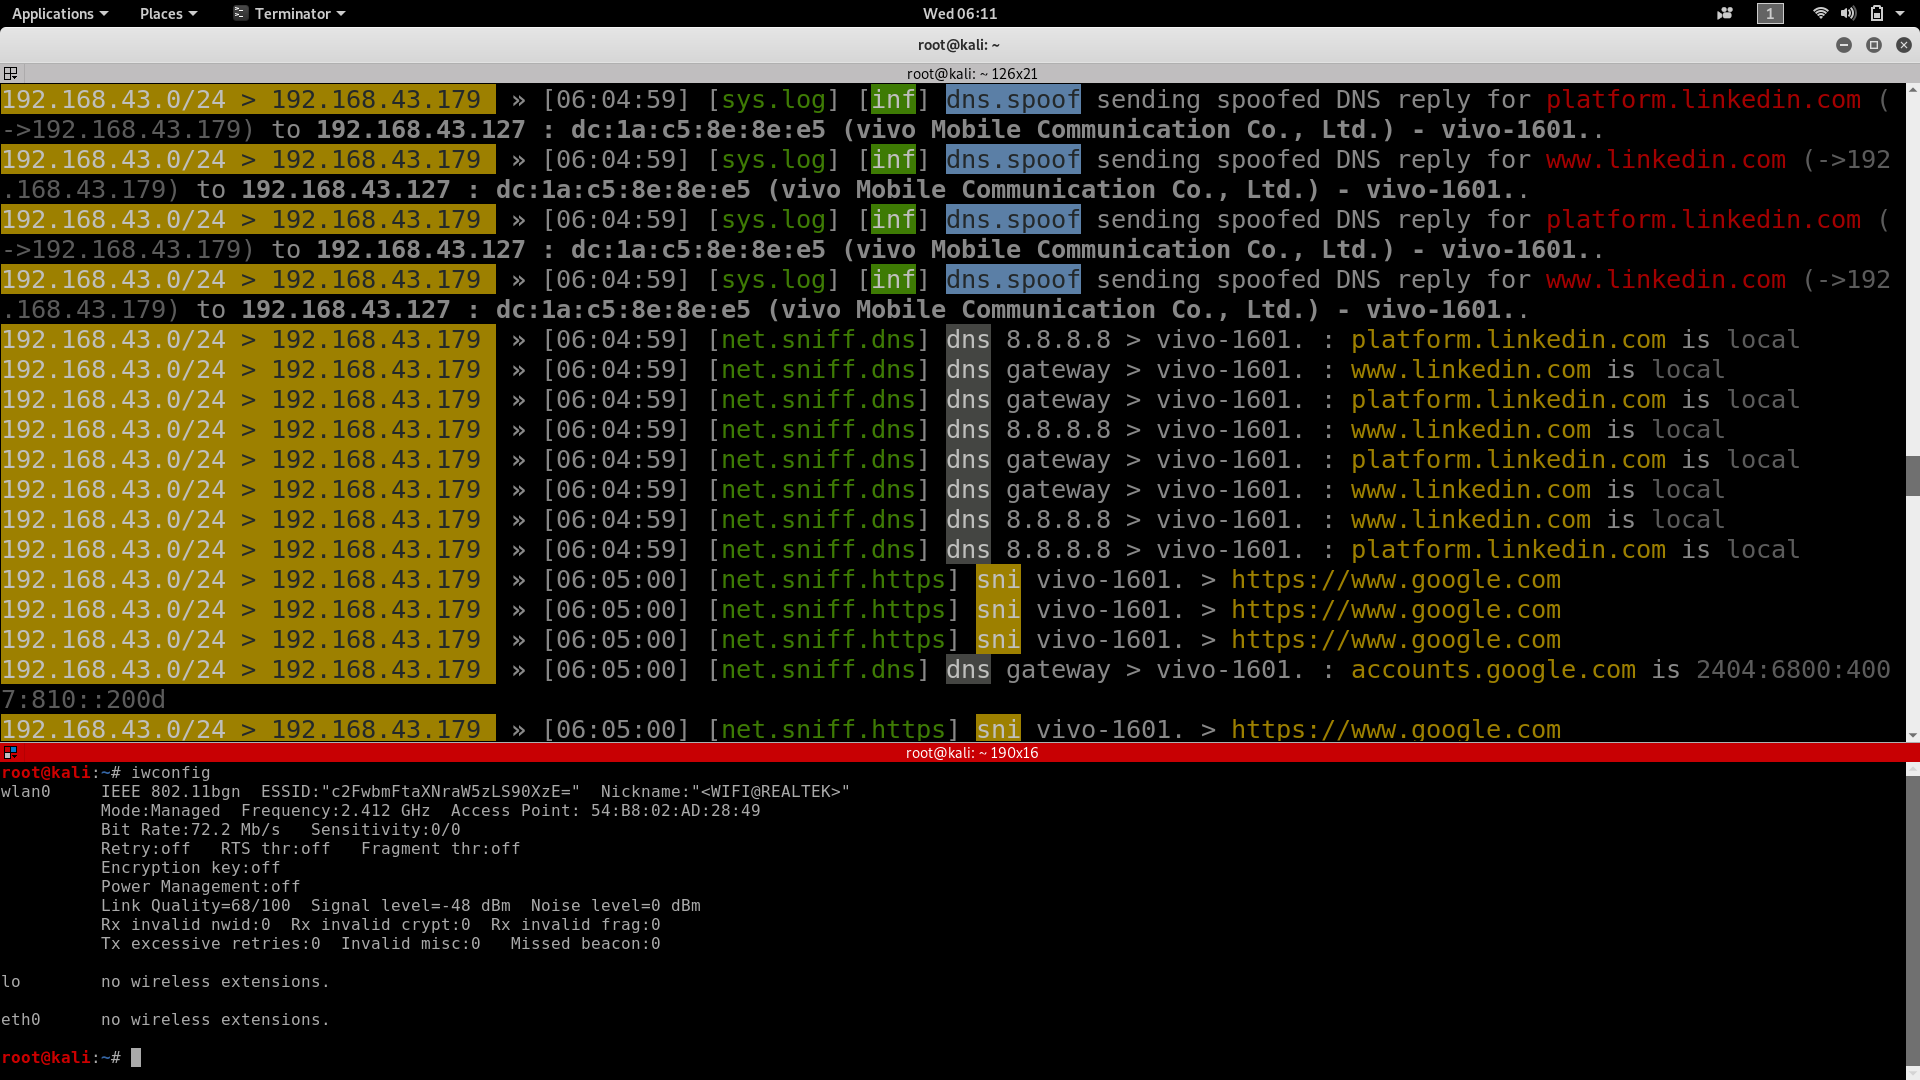 Applications Places Terminator Wed 06:11 1
root@kali: ~
root@kali: ~ 126x21
192.168.43.0/24 > 192.168.43.179 » [06:04:59] [sys.log] [inf] dns.spoof sending spoofed DNS reply for platform.linkedin.com (
->192.168.43.179) to 192.168.43.127 : dc:1a:c5:8e:8e:e5 (vivo Mobile Communication Co., Ltd.) - vivo-1601..
192.168.43.0/24 > 192.168.43.179 » [06:04:59] [sys.log] [inf] dns.spoof sending spoofed DNS reply for www.linkedin.com (->192
.168.43.179) to 192.168.43.127 : dc:1a:c5:8e:8e:e5 (vivo Mobile Communication Co., Ltd.) - vivo-1601..
192.168.43.0/24 > 192.168.43.179 » [06:04:59] [sys.log] [inf] dns.spoof sending spoofed DNS reply for platform.linkedin.com (
->192.168.43.179) to 192.168.43.127 : dc:1a:c5:8e:8e:e5 (vivo Mobile Communication Co., Ltd.) - vivo-1601..
192.168.43.0/24 > 192.168.43.179 » [06:04:59] [sys.log] [inf] dns.spoof sending spoofed DNS reply for www.linkedin.com (->192
.168.43.179) to 192.168.43.127 : dc:1a:c5:8e:8e:e5 (vivo Mobile Communication Co., Ltd.) - vivo-1601..
192.168.43.0/24 > 192.168.43.179 » [06:04:59] [net.sniff.dns] dns 8.8.8.8 > vivo-1601. : platform.linkedin.com is local
192.168.43.0/24 > 192.168.43.179 » [06:04:59] [net.sniff.dns] dns gateway > vivo-1601. : www.linkedin.com is local
192.168.43.0/24 > 192.168.43.179 » [06:04:59] [net.sniff.dns] dns gateway > vivo-1601. : platform.linkedin.com is local
192.168.43.0/24 > 192.168.43.179 » [06:04:59] [net.sniff.dns] dns 8.8.8.8 > vivo-1601. : www.linkedin.com is local
192.168.43.0/24 > 192.168.43.179 » [06:04:59] [net.sniff.dns] dns gateway > vivo-1601. : platform.linkedin.com is local
192.168.43.0/24 > 192.168.43.179 » [06:04:59] [net.sniff.dns] dns gateway > vivo-1601. : www.linkedin.com is local
192.168.43.0/24 > 192.168.43.179 » [06:04:59] [net.sniff.dns] dns 8.8.8.8 > vivo-1601. : www.linkedin.com is local
192.168.43.0/24 > 192.168.43.179 » [06:04:59] [net.sniff.dns] dns 8.8.8.8 > vivo-1601. : platform.linkedin.com is local
192.168.43.0/24 > 192.168.43.179 » [06:05:00] [net.sniff.https] sni vivo-1601. > https://www.google.com
192.168.43.0/24 > 192.168.43.179 » [06:05:00] [net.sniff.https] sni vivo-1601. > https://www.google.com
192.168.43.0/24 > 192.168.43.179 » [06:05:00] [net.sniff.https] sni vivo-1601. > https://www.google.com
192.168.43.0/24 > 192.168.43.179 » [06:05:00] [net.sniff.dns] dns gateway > vivo-1601. : accounts.google.com is 2404:6800:400
7:810::200d
192.168.43.0/24 > 192.168.43.179 » [06:05:00] [net.sniff.https] sni vivo-1601. > https://www.google.com
root@kali: ~ 190x16
root@kali:~# iwconfig
wlan0 IEEE 802.11bgn ESSID:"c2FwbmFtaXNraW5zLS90XzE=" Nickname:"<WIFI@REALTEK>"
Mode:Managed Frequency:2.412 GHz Access Point: 54:B8:02:AD:28:49
Bit Rate:72.2 Mb/s Sensitivity:0/0
Retry:off RTS thr:off Fragment thr:off
Encryption key:off
Power Management:off
Link Quality=68/100 Signal level=-48 dBm Noise level=0 dBm
Rx invalid nwid:0 Rx invalid crypt:0 Rx invalid frag:0
Tx excessive retries:0 Invalid misc:0 Missed beacon:0
lo no wireless extensions.
eth0 no wireless extensions.
root@kali:~#